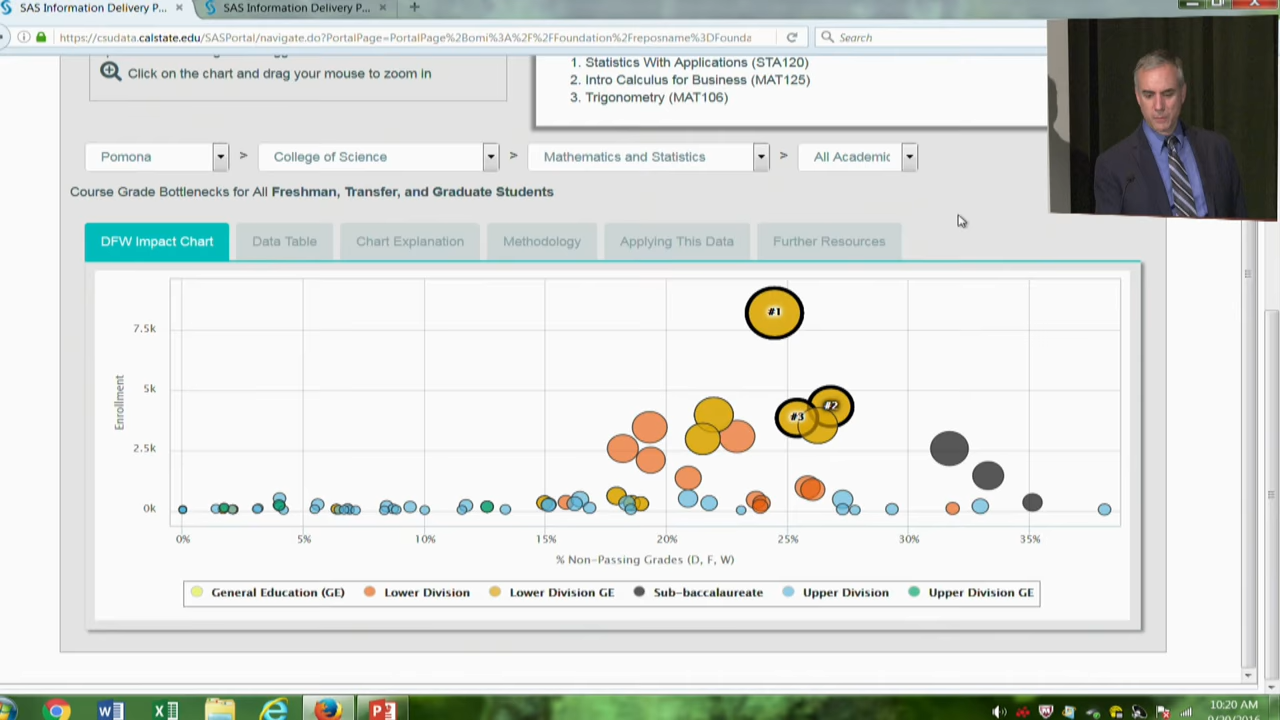 SAS Information Delivery P... × SAS Information Delivery P... × +
https://csudata.calstate.edu/SASPortal/navigate.do?PortalPage=PortalPage%2Bomi%3A%2F%2FFoundation%2Freposname%3DFounda Search
Click on the chart and drag your mouse to zoom in
1. Statistics With Applications (STA120)
2. Intro Calculus for Business (MAT125)
3. Trigonometry (MAT106)
Pomona > College of Science > Mathematics and Statistics > All Academic
Course Grade Bottlenecks for All Freshman, Transfer, and Graduate Students
DFW Impact Chart Data Table Chart Explanation Methodology Applying This Data Further Resources
#1
7.5k
5k
#2
#3
Enrollment
2.5k
0k
0% 5% 10% 15% 20% 25% 30% 35%
% Non-Passing Grades (D, F, W)
General Education (GE) Lower Division Lower Division GE Sub-baccalaureate Upper Division Upper Division GE
10:20 AM